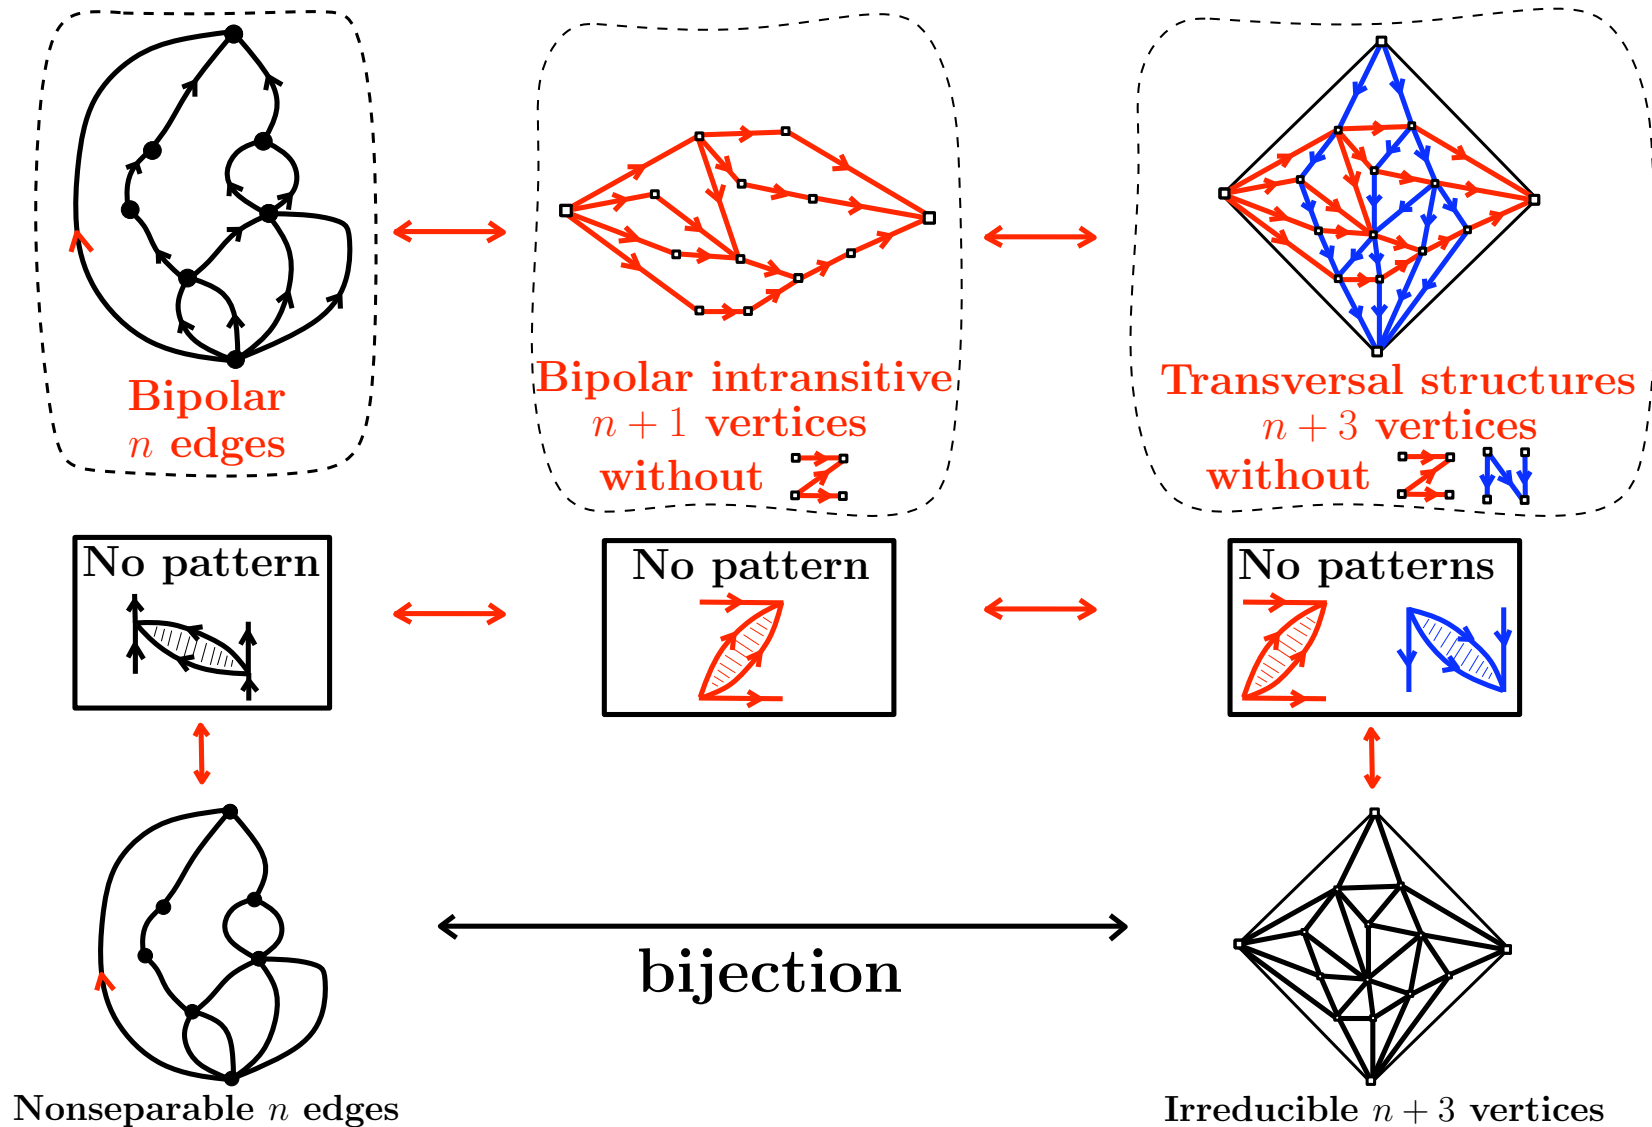 Bipolar
n edges
Bipolar intransitive
n + 1 vertices
without
Transversal structures
n + 3 vertices
without
No pattern
No pattern
No patterns
bijection
Nonseparable n edges
Irreducible n + 3 vertices